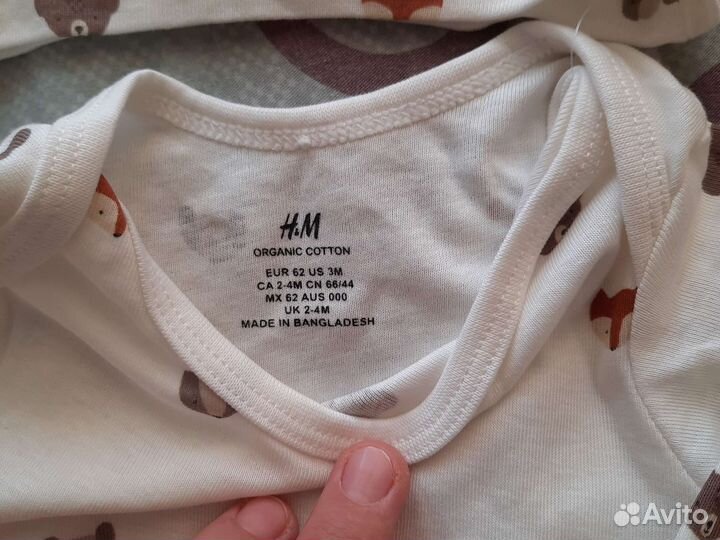 H&M
ORGANIC COTTON
EUR 62 US 3M
CA 2-4M CN 66/44
MX 62 AUS 000
UK 2-4M
MADE IN BANGLADESH
Avito